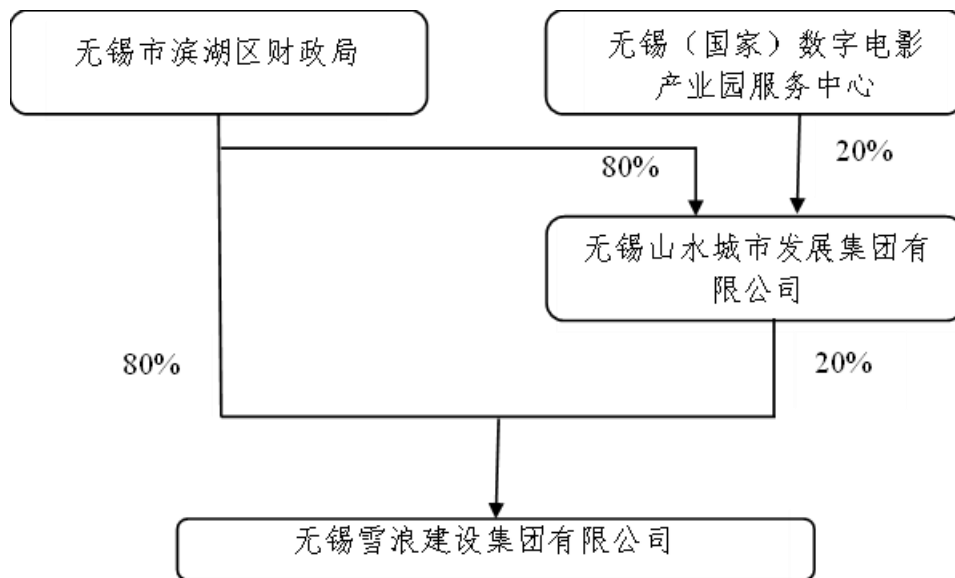 无锡市滨湖区财政局
无锡（国家）数字电影
产业园服务中心
80%
20%
无锡山水城市发展集团有
限公司
80%
20%
无锡雪浪建设集团有限公司